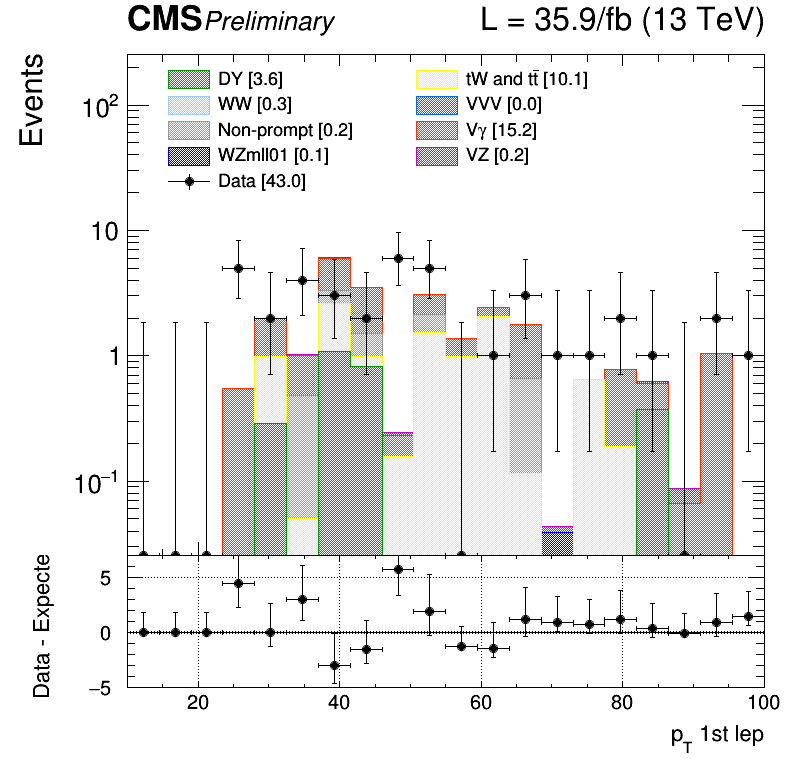 CMS Preliminary L = 35.9/fb (13 TeV)
Events
DY [3.6]
WW [0.3]
Non-prompt [0.2]
WZmll01 [0.1]
Data [43.0]
tW and tt̄ [10.1]
VVV [0.0]
Vγ [15.2]
VZ [0.2]
10²
10
1
10⁻¹
Data - Expecte
5
0
−5
20 40 60 80 100
p_T 1st lep